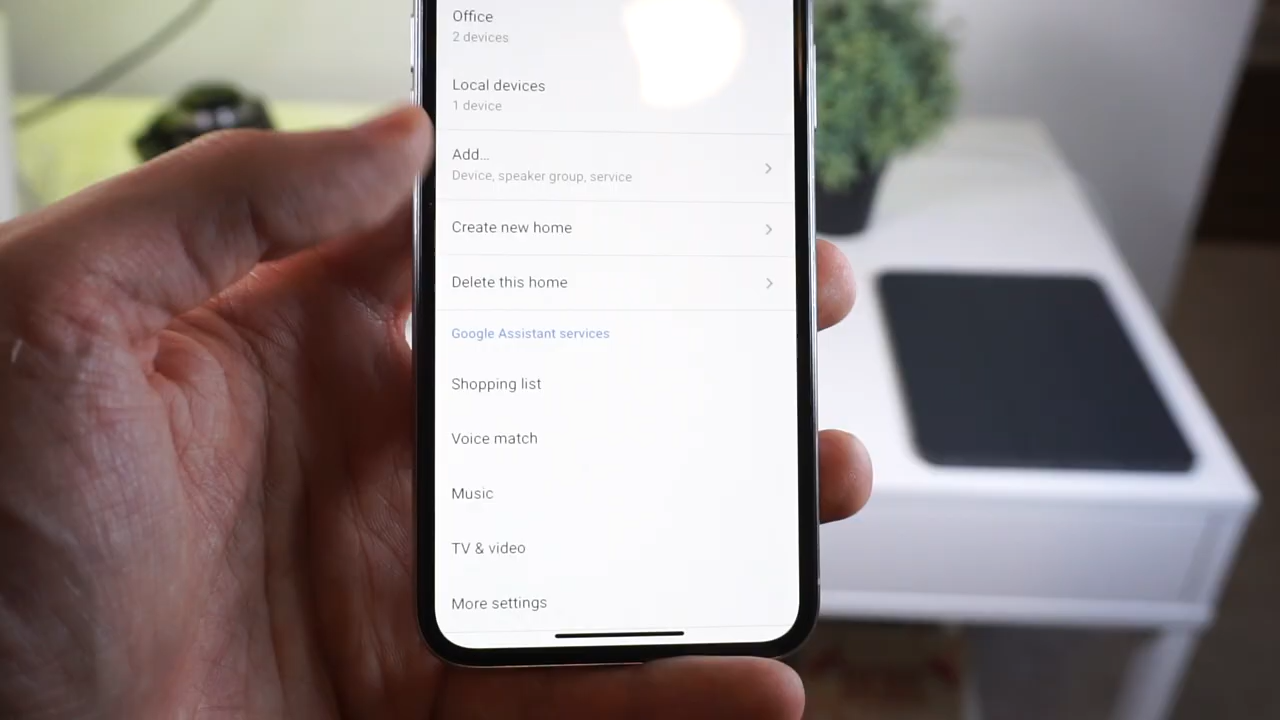 Office
2 devices
Local devices
1 device
Add...
Device, speaker group, service
Create new home
Delete this home
Google Assistant services
Shopping list
Voice match
Music
TV & video
More settings